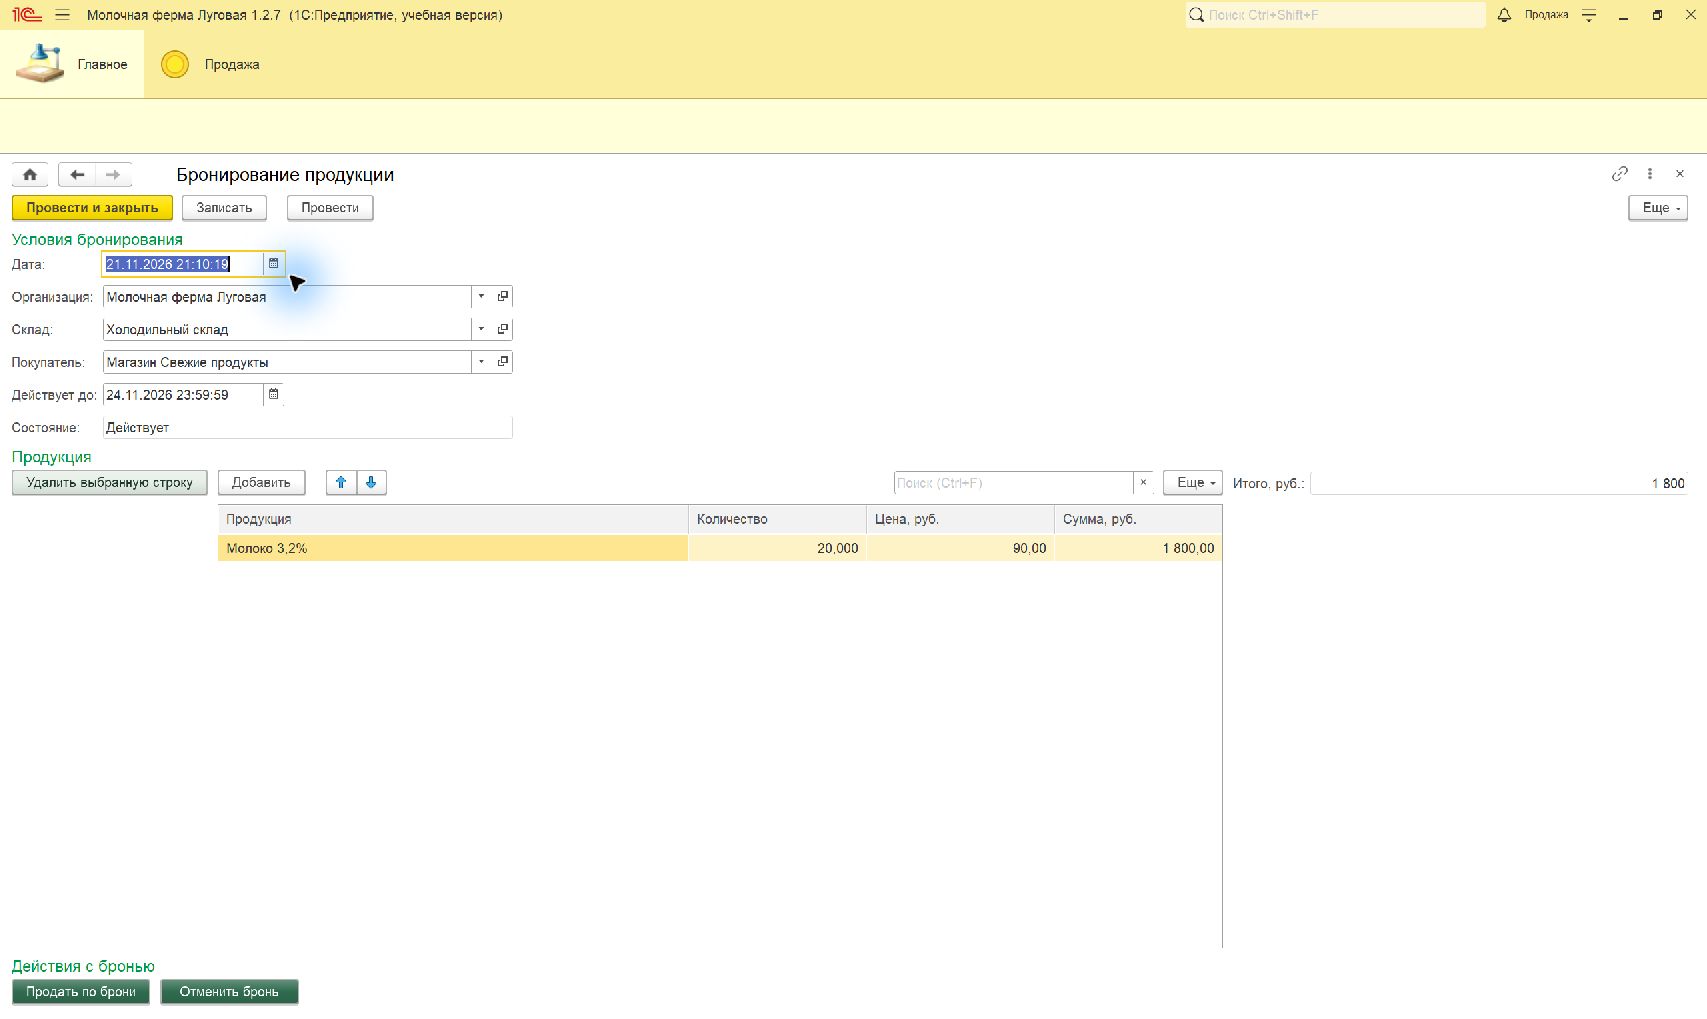 1С Молочная ферма Луговая 1.2.7 (1С:Предприятие, учебная версия) Поиск Ctrl+Shift+F Продажа
Главное Продажа
Бронирование продукции
Провести и закрыть Записать Провести Еще
Условия бронирования
Дата: 21.11.2026 21:10:19
Организация: Молочная ферма Луговая
Склад: Холодильный склад
Покупатель: Магазин Свежие продукты
Действует до: 24.11.2026 23:59:59
Состояние: Действует
Продукция
Удалить выбранную строку Добавить Поиск (Ctrl+F) × Еще Итого, руб.: 1 800
Продукция Количество Цена, руб. Сумма, руб.
Молоко 3,2% 20,000 90,00 1 800,00
Действия с бронью
Продать по брони Отменить бронь